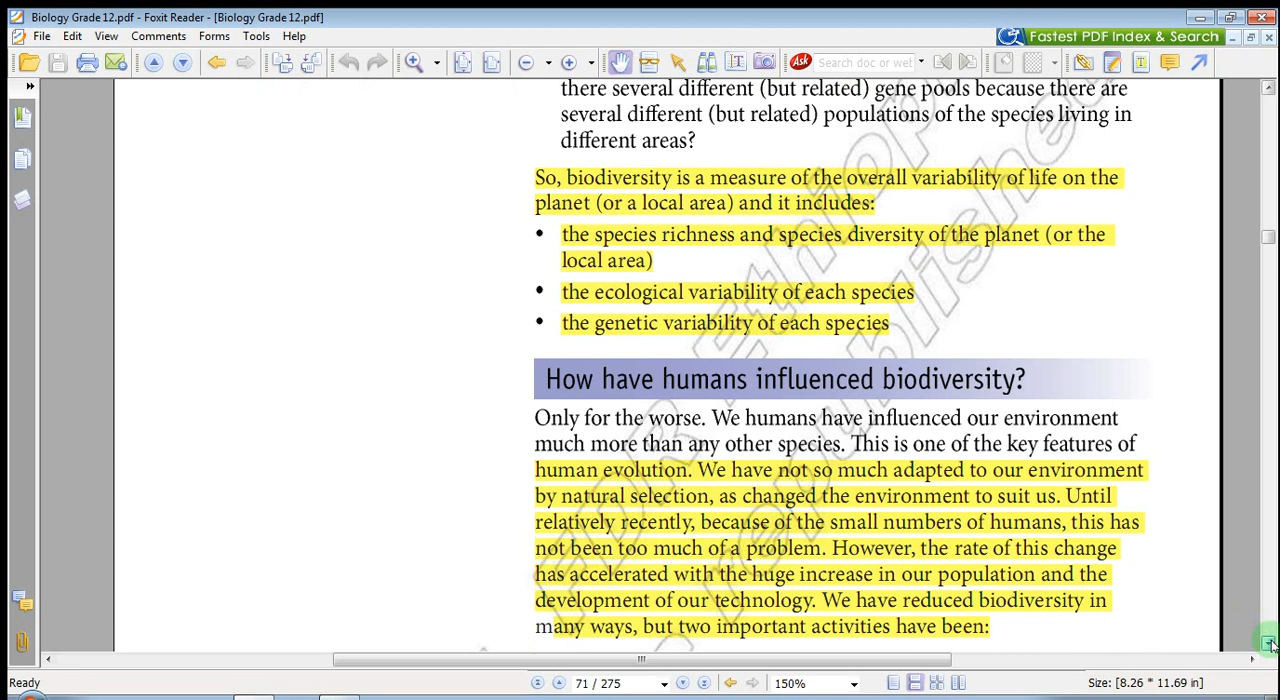 Biology Grade 12.pdf - Foxit Reader - [Biology Grade 12.pdf]
File Edit View Comments Forms Tools Help
Fastest PDF Index & Search
Ask Search doc or wel
there several different (but related) gene pools because there are
several different (but related) populations of the species living in
different areas?
So, biodiversity is a measure of the overall variability of life on the
planet (or a local area) and it includes:
• the species richness and species diversity of the planet (or the
local area)
• the ecological variability of each species
• the genetic variability of each species
How have humans influenced biodiversity?
Only for the worse. We humans have influenced our environment
much more than any other species. This is one of the key features of
human evolution. We have not so much adapted to our environment
by natural selection, as changed the environment to suit us. Until
relatively recently, because of the small numbers of humans, this has
not been too much of a problem. However, the rate of this change
has accelerated with the huge increase in our population and the
development of our technology. We have reduced biodiversity in
many ways, but two important activities have been:
Ready
71 / 275
150%
Size: [8.26 * 11.69 in]